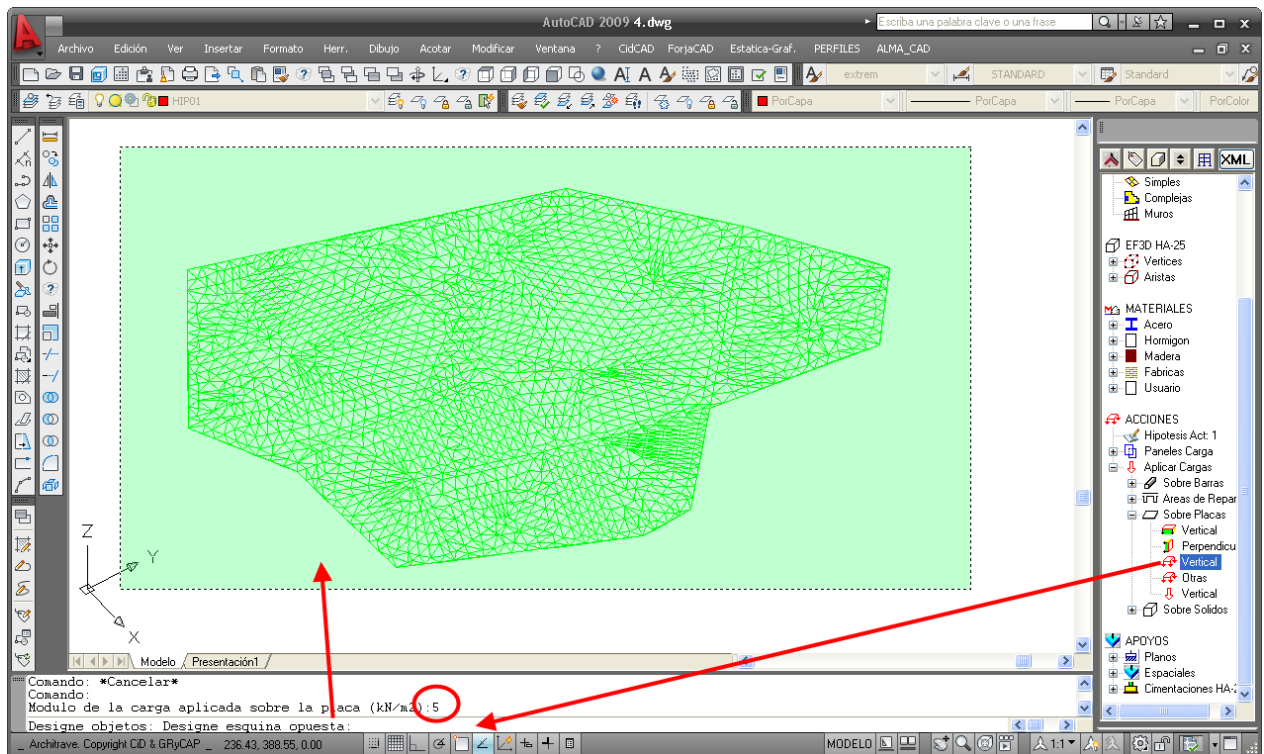 AutoCAD 2009 4.dwg
Escriba una palabra clave o una frase
Archivo Edición Ver Insertar Formato Herr. Dibujo Acotar Modificar Ventana ? CidCAD ForjaCAD Estatica-Graf. PERFILES ALMA_CAD
extrem STANDARD Standard
HIP01 PorCapa PorCapa PorCapa PorColor
XML
Simples
Complejas
Muros
EF3D HA-25
Vertices
Aristas
MATERIALES
Acero
Hormigon
Madera
Fabricas
Usuario
ACCIONES
Hipotesis Act: 1
Paneles Carga
Aplicar Cargas
Sobre Barras
Areas de Repar
Sobre Placas
Vertical
Perpendicu
Vertical
Otras
Vertical
Sobre Solidos
APOYOS
Planos
Espaciales
Cimentaciones HA-2
Z
Y
X
Modelo Presentación1
Comando: *Cancelar*
Comando:
Modulo de la carga aplicada sobre la placa (kN/m2):5
Designe objetos: Designe esquina opuesta:
_ Architrave. Copyright CiD & GRyCAP _ 236.43, 388.55, 0.00 MODELO 1:1